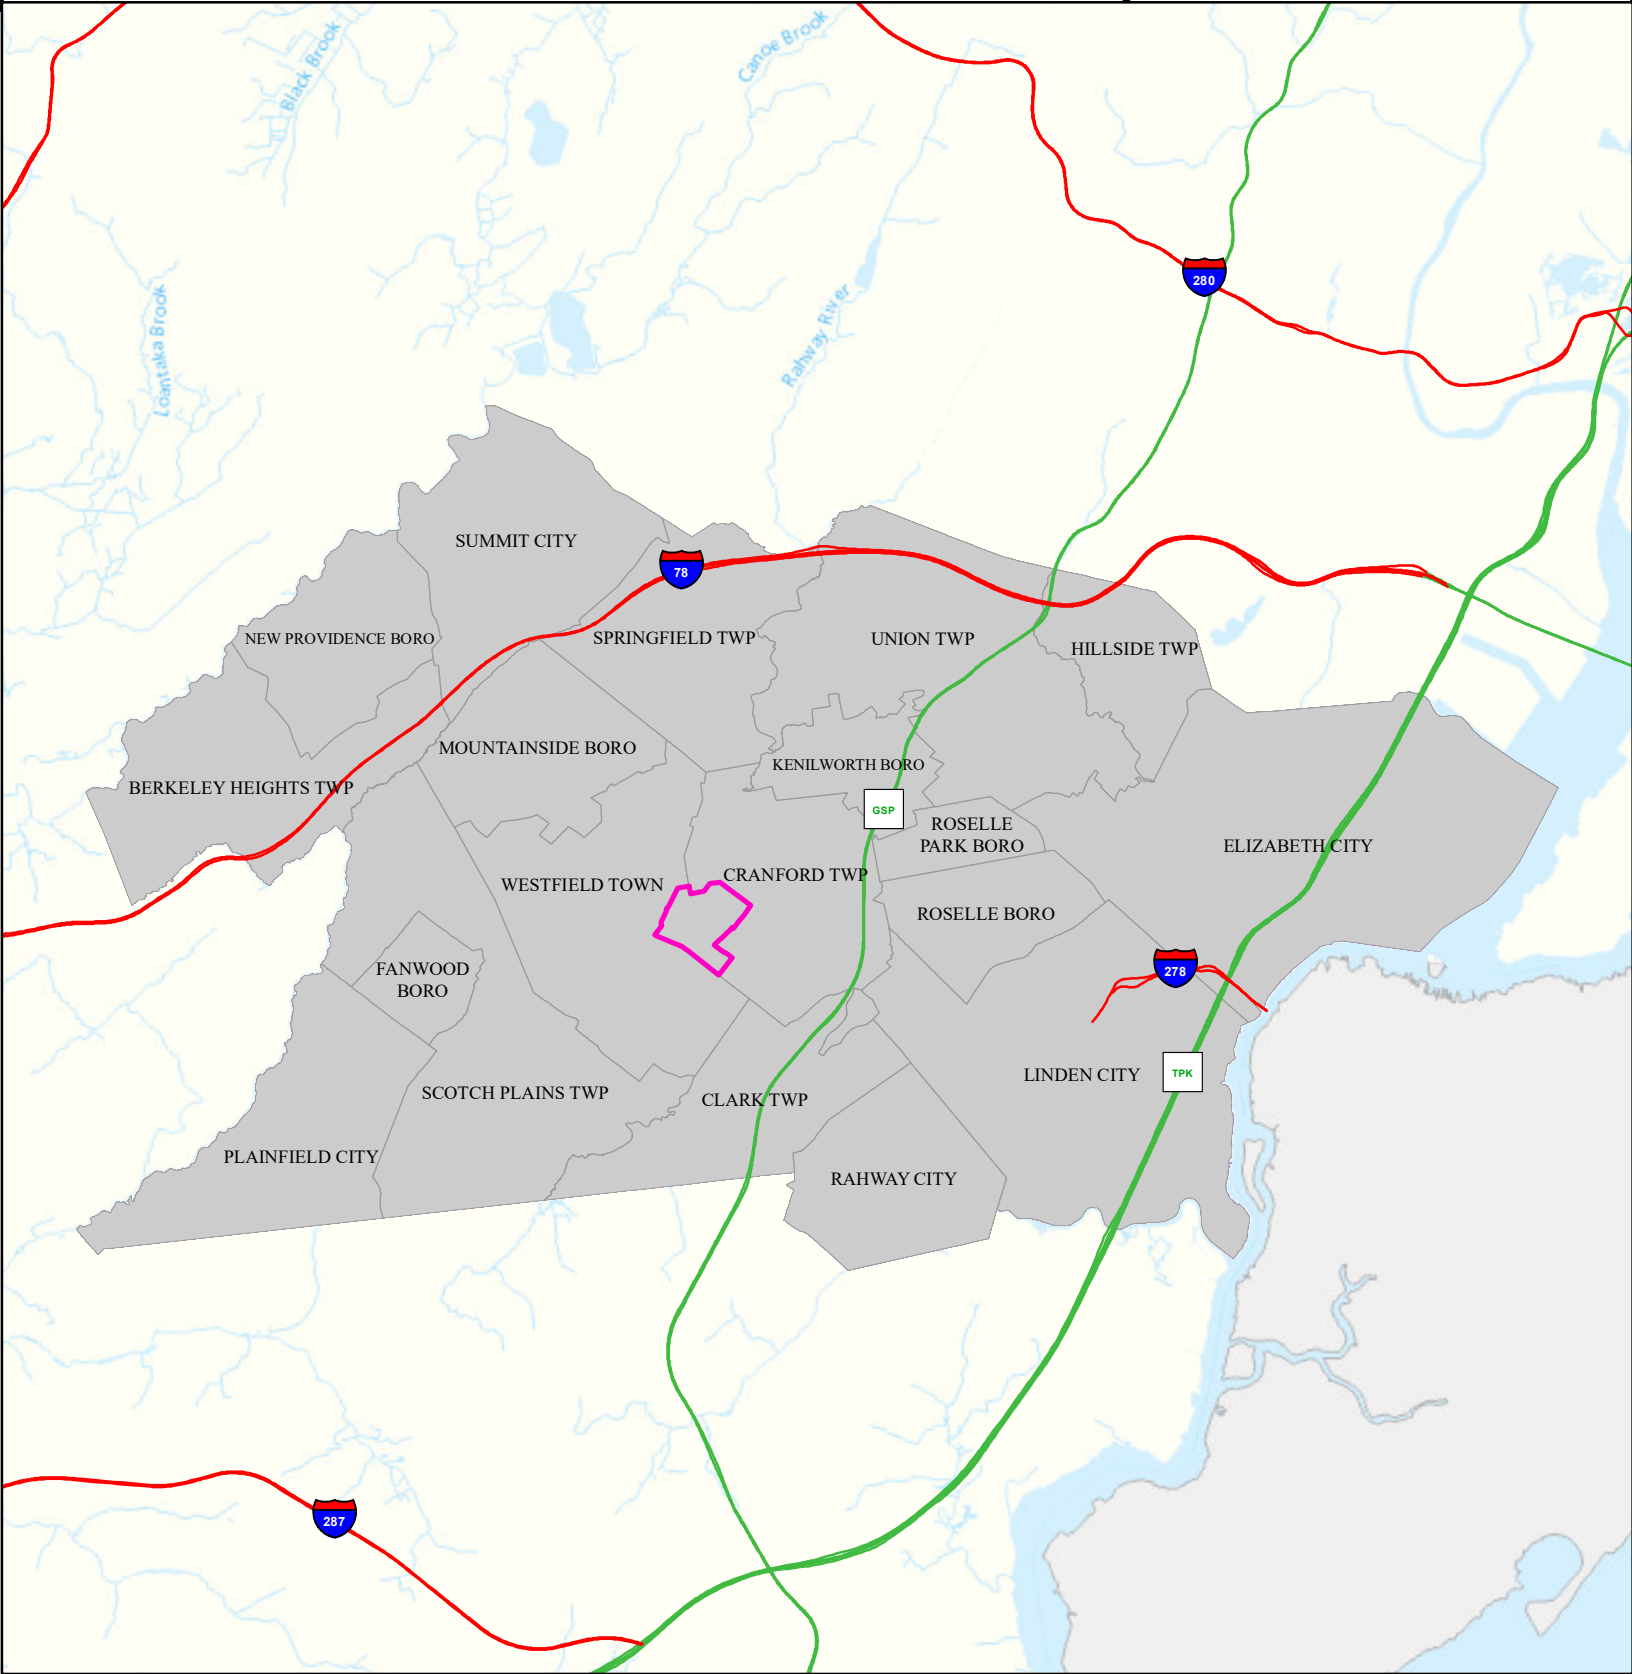 Black Brook
Canoe Brook
280
Loantaka Brook
Rahway River
SUMMIT CITY
78
NEW PROVIDENCE BORO
SPRINGFIELD TWP
UNION TWP
HILLSIDE TWP
MOUNTAINSIDE BORO
KENILWORTH BORO
BERKELEY HEIGHTS TWP
GSP
ROSELLE
PARK BORO
ELIZABETH CITY
CRANFORD TWP
WESTFIELD TOWN
ROSELLE BORO
FANWOOD
BORO
278
LINDEN CITY
TPK
SCOTCH PLAINS TWP
CLARK TWP
PLAINFIELD CITY
RAHWAY CITY
287